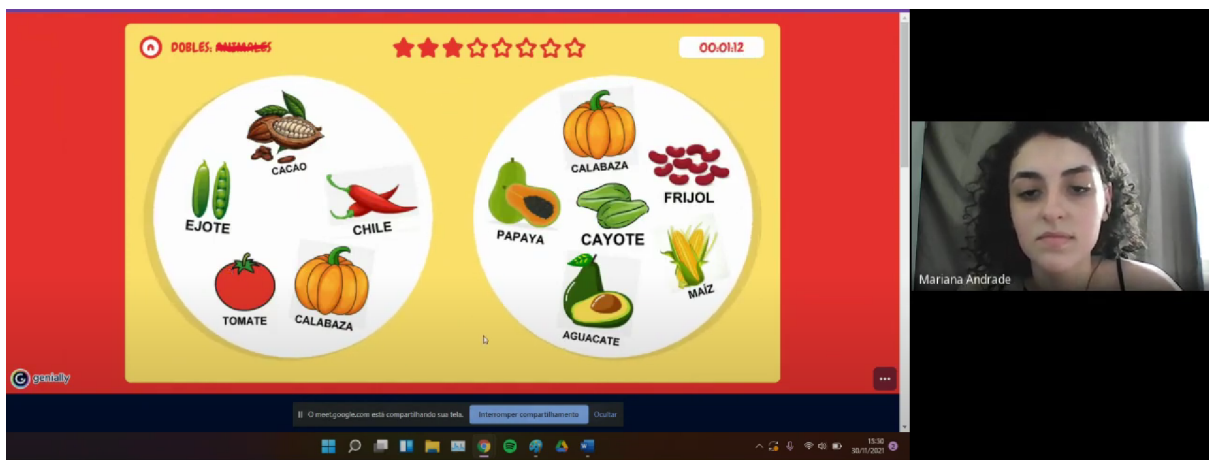 DOBLES: ANIMALES
00:01:12
CACAO
EJOTE
CHILE
TOMATE
CALABAZA
CALABAZA
FRIJOL
PAPAYA
CAYOTE
MAÍZ
AGUACATE
Mariana Andrade
genially
O meet.google.com está compartilhando sua tela.
Interromper compartilhamento
Ocultar
15:30
30/11/2021
2